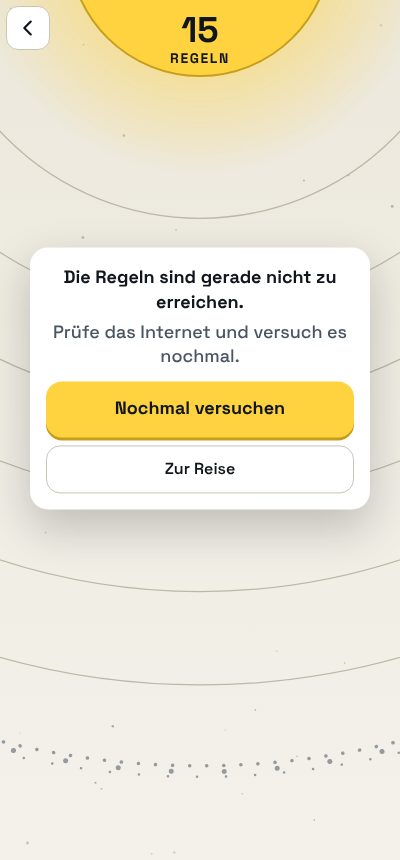 15
REGELN
Die Regeln sind gerade nicht zu
erreichen.
Prüfe das Internet und versuch es
nochmal.
Nochmal versuchen
Zur Reise